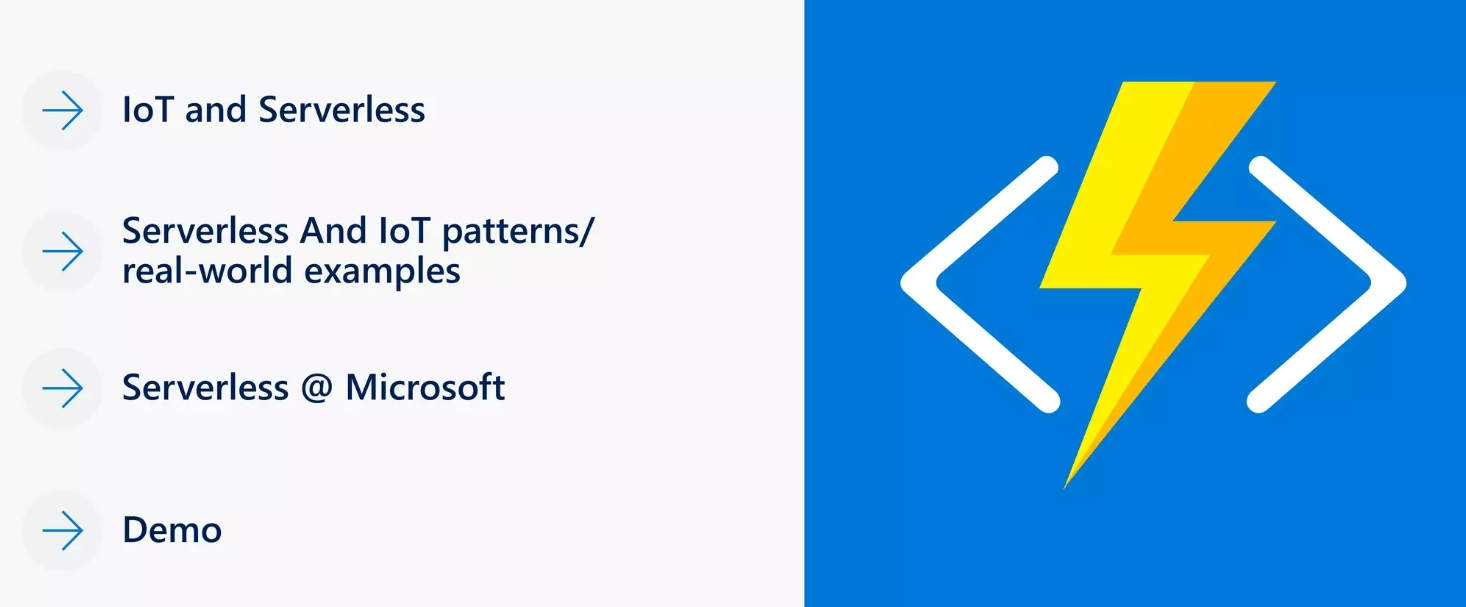 IoT and Serverless
Serverless And IoT patterns/
real-world examples
Serverless @ Microsoft
Demo